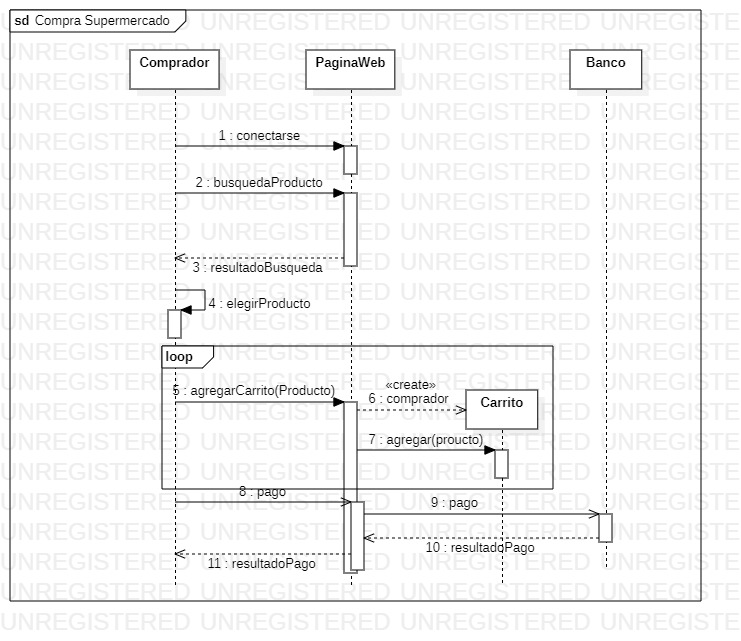 sd Compra Supermercado
Comprador
PaginaWeb
Banco
1 : conectarse
2 : busquedaProducto
3 : resultadoBusqueda
4 : elegirProducto
loop
5 : agregarCarrito(Producto)
«create»
6 : comprador
Carrito
7 : agregar(proucto)
8 : pago
9 : pago
10 : resultadoPago
11 : resultadoPago
UNREGISTERED